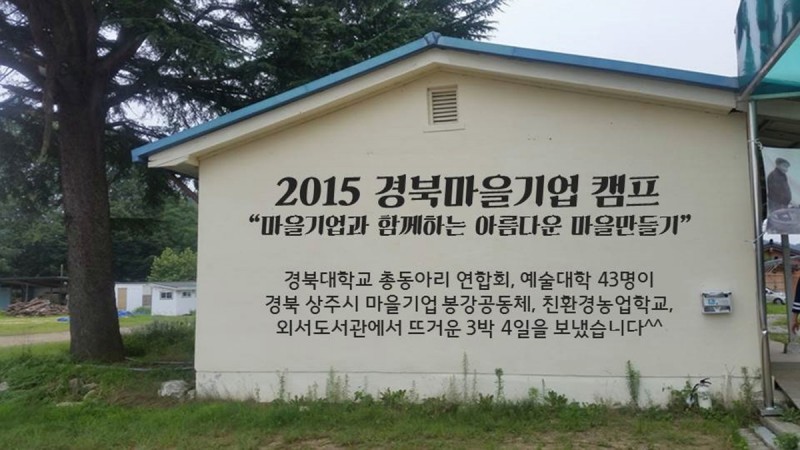 2015 경북마을기업 캠프
“마을기업과 함께하는 아름다운 마을만들기”
경북대학교 총동아리 연합회, 예술대학 43명이
경북 상주시 마을기업 봉강공동체, 친환경농업학교,
외서도서관에서 뜨거운 3박 4일을 보냈습니다^^